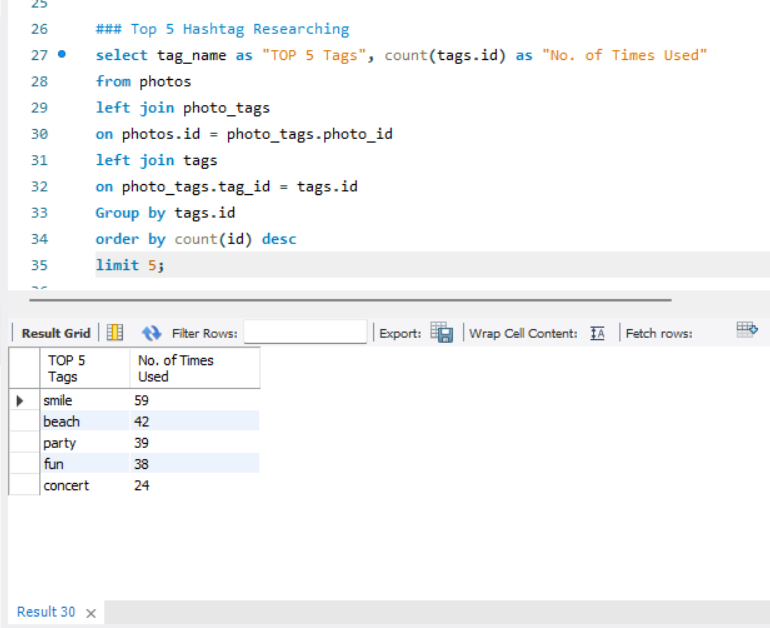 25
26 ### Top 5 Hashtag Researching
27 select tag_name as "TOP 5 Tags", count(tags.id) as "No. of Times Used"
28 from photos
29 left join photo_tags
30 on photos.id = photo_tags.photo_id
31 left join tags
32 on photo_tags.tag_id = tags.id
33 Group by tags.id
34 order by count(id) desc
35 limit 5;
Result Grid Filter Rows: Export: Wrap Cell Content: IA Fetch rows:
TOP 5 No. of Times
Tags Used
smile 59
beach 42
party 39
fun 38
concert 24
Result 30 ×